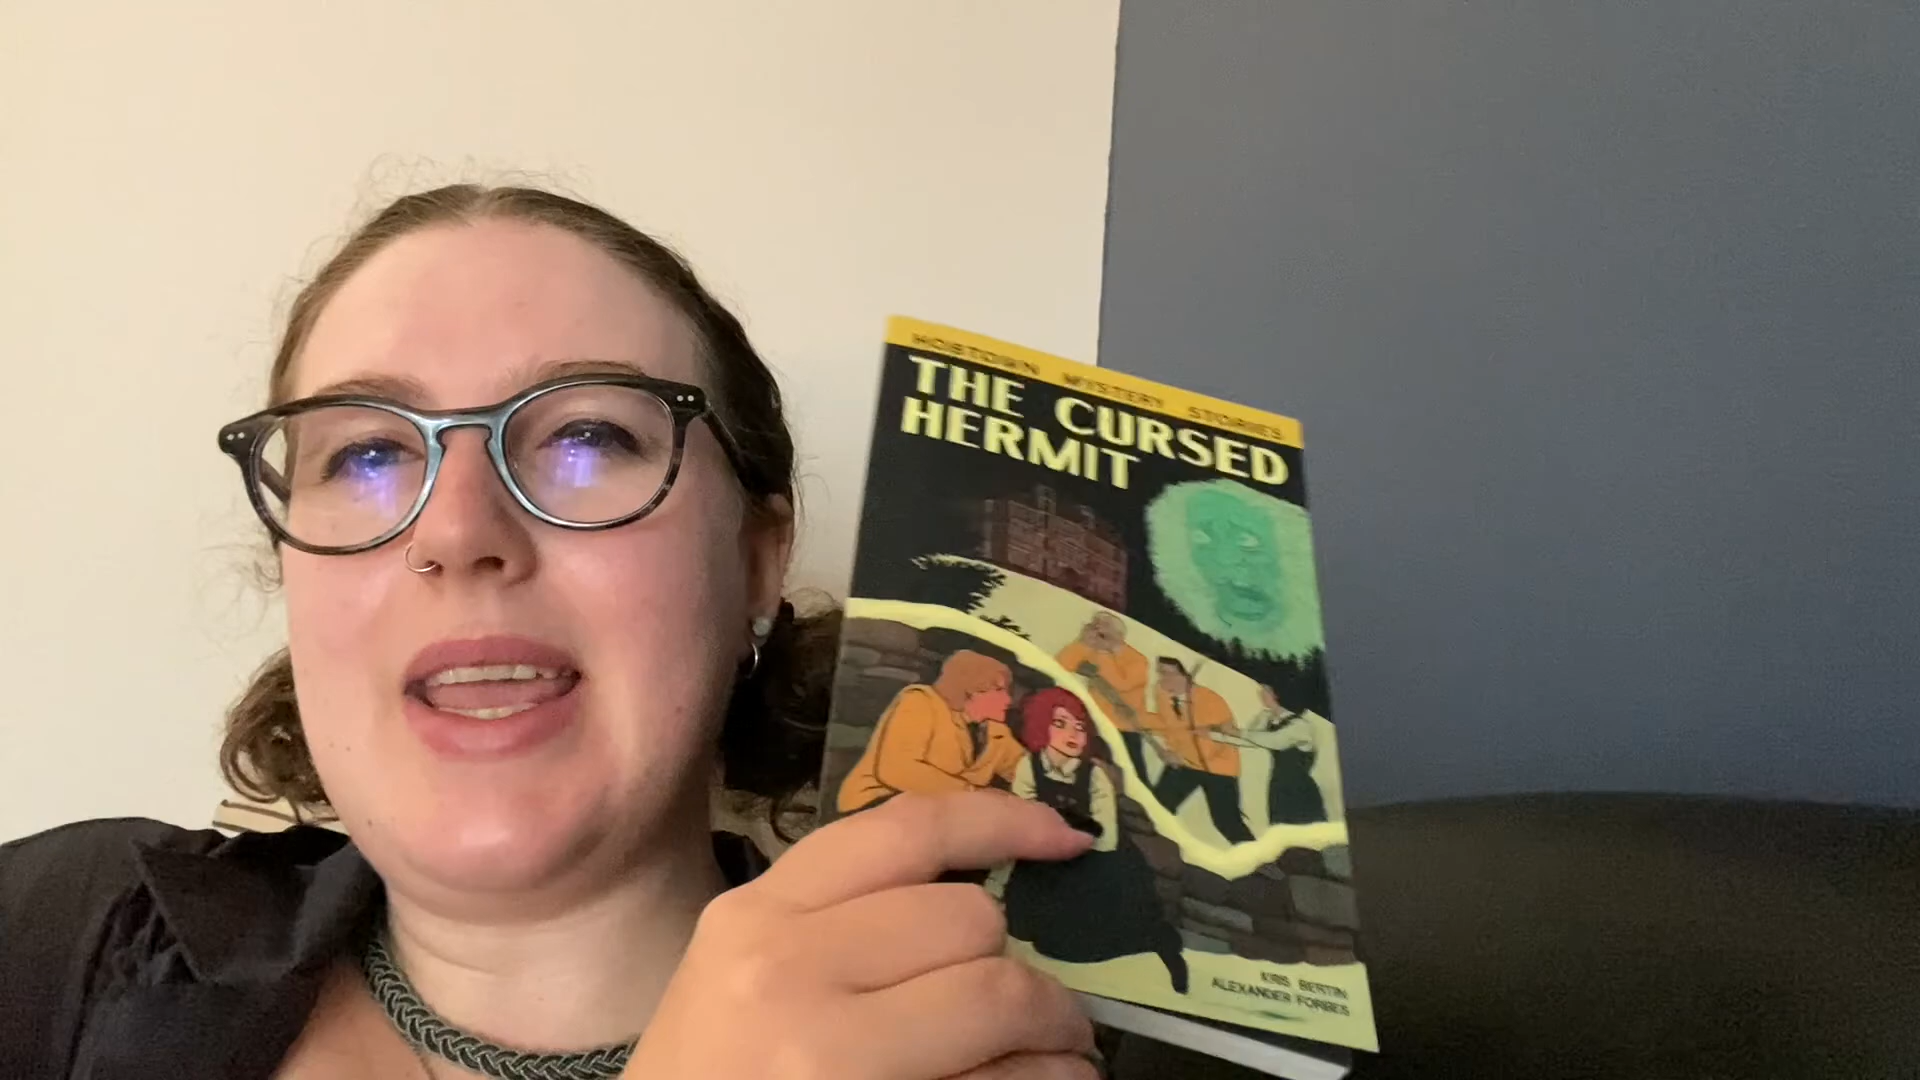 HOBTOWN MYSTERY STORIES
THE CURSED
HERMIT
KRIS BERTIN
ALEXANDER FORBES